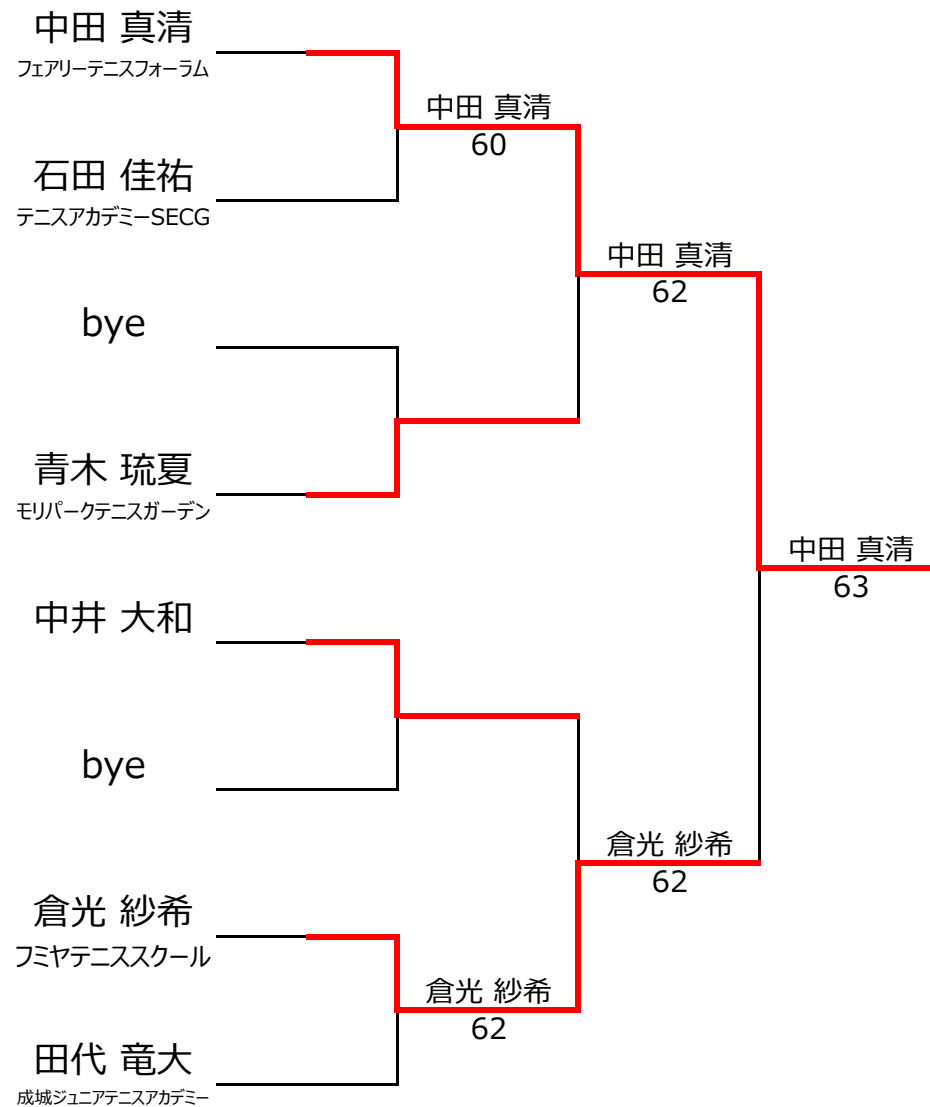 中田 真清
フェアリーテニスフォーラム
石田 佳祐
テニスアカデミーSECG
bye
青木 琉夏
モリパークテニスガーデン
中井 大和
bye
倉光 紗希
フミヤテニススクール
田代 竜大
成城ジュニアテニスアカデミー
中田 真清
60
倉光 紗希
62
中田 真清
62
倉光 紗希
62
中田 真清
63